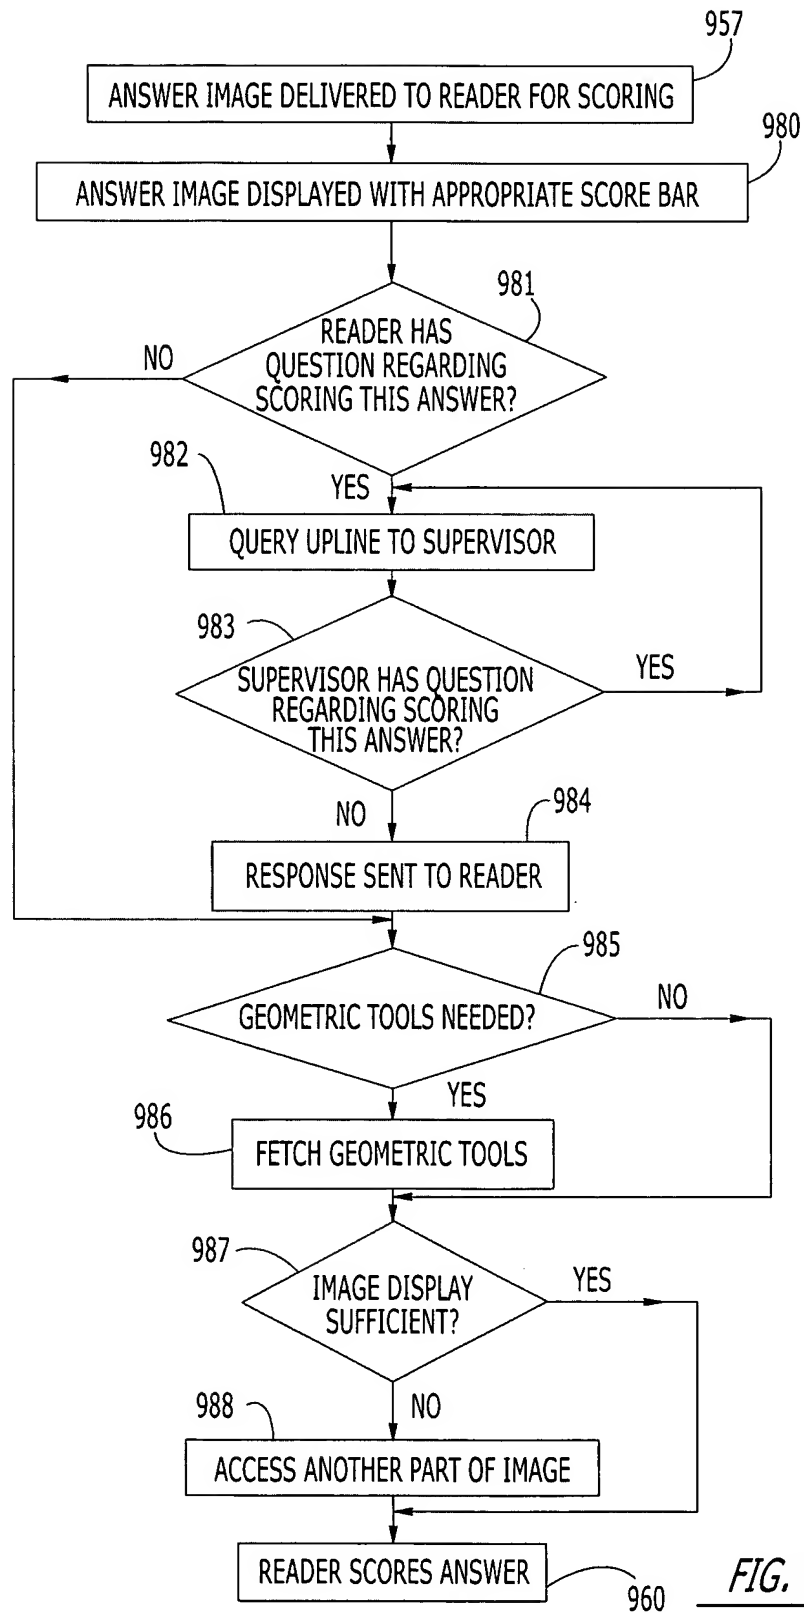 957
ANSWER IMAGE DELIVERED TO READER FOR SCORING
980
ANSWER IMAGE DISPLAYED WITH APPROPRIATE SCORE BAR
981
READER HAS
QUESTION REGARDING
SCORING THIS ANSWER?
NO
982
YES
QUERY UPLINE TO SUPERVISOR
983
SUPERVISOR HAS QUESTION
REGARDING SCORING
THIS ANSWER?
YES
NO
984
RESPONSE SENT TO READER
985
GEOMETRIC TOOLS NEEDED?
NO
YES
986
FETCH GEOMETRIC TOOLS
987
IMAGE DISPLAY
SUFFICIENT?
YES
NO
988
ACCESS ANOTHER PART OF IMAGE
READER SCORES ANSWER
960
FIG.